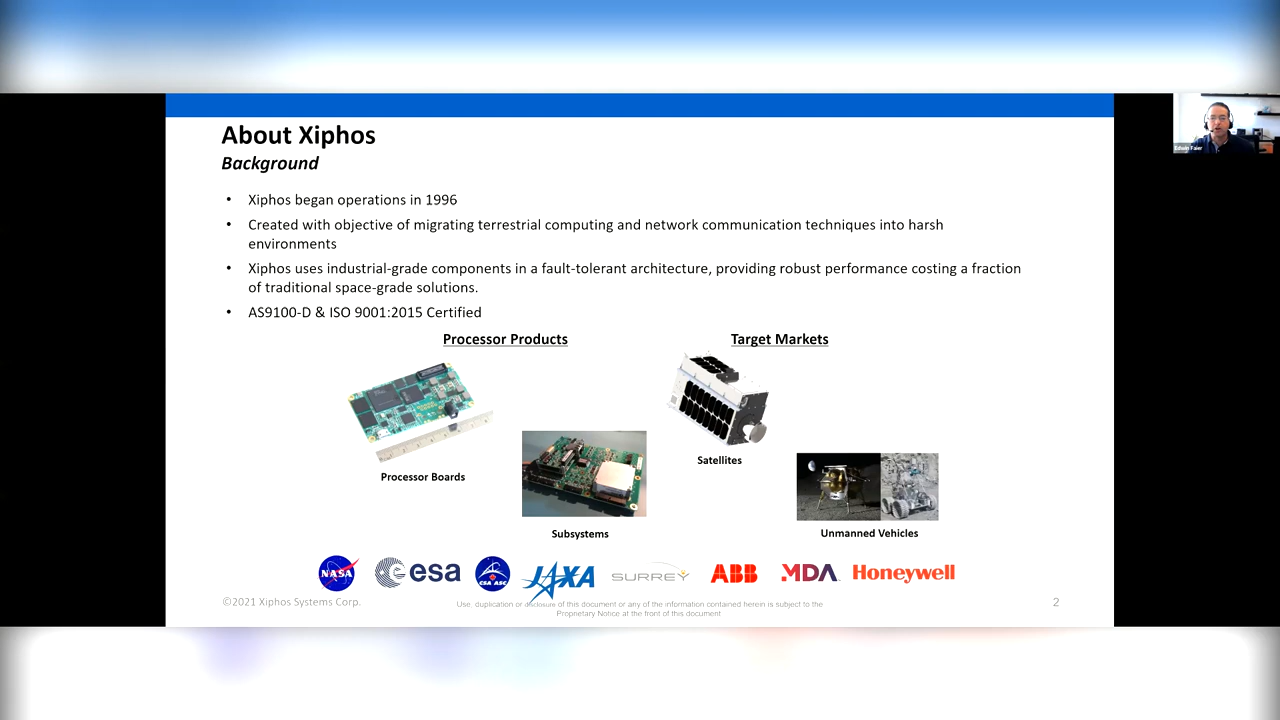 About Xiphos
Background
• Xiphos began operations in 1996
• Created with objective of migrating terrestrial computing and network communication techniques into harsh
environments
• Xiphos uses industrial-grade components in a fault-tolerant architecture, providing robust performance costing a fraction
of traditional space-grade solutions.
• AS9100-D & ISO 9001:2015 Certified
Processor Products
Target Markets
Processor Boards
Subsystems
Satellites
Unmanned Vehicles
NASA
esa
CSA ASC
JAXA
SURREY
ABB
MDA
Honeywell
©2021 Xiphos Systems Corp.
Use, duplication or disclosure of this document or any of the information contained herein is subject to the
Proprietary Notice at the front of this document
2
Edwin Faier